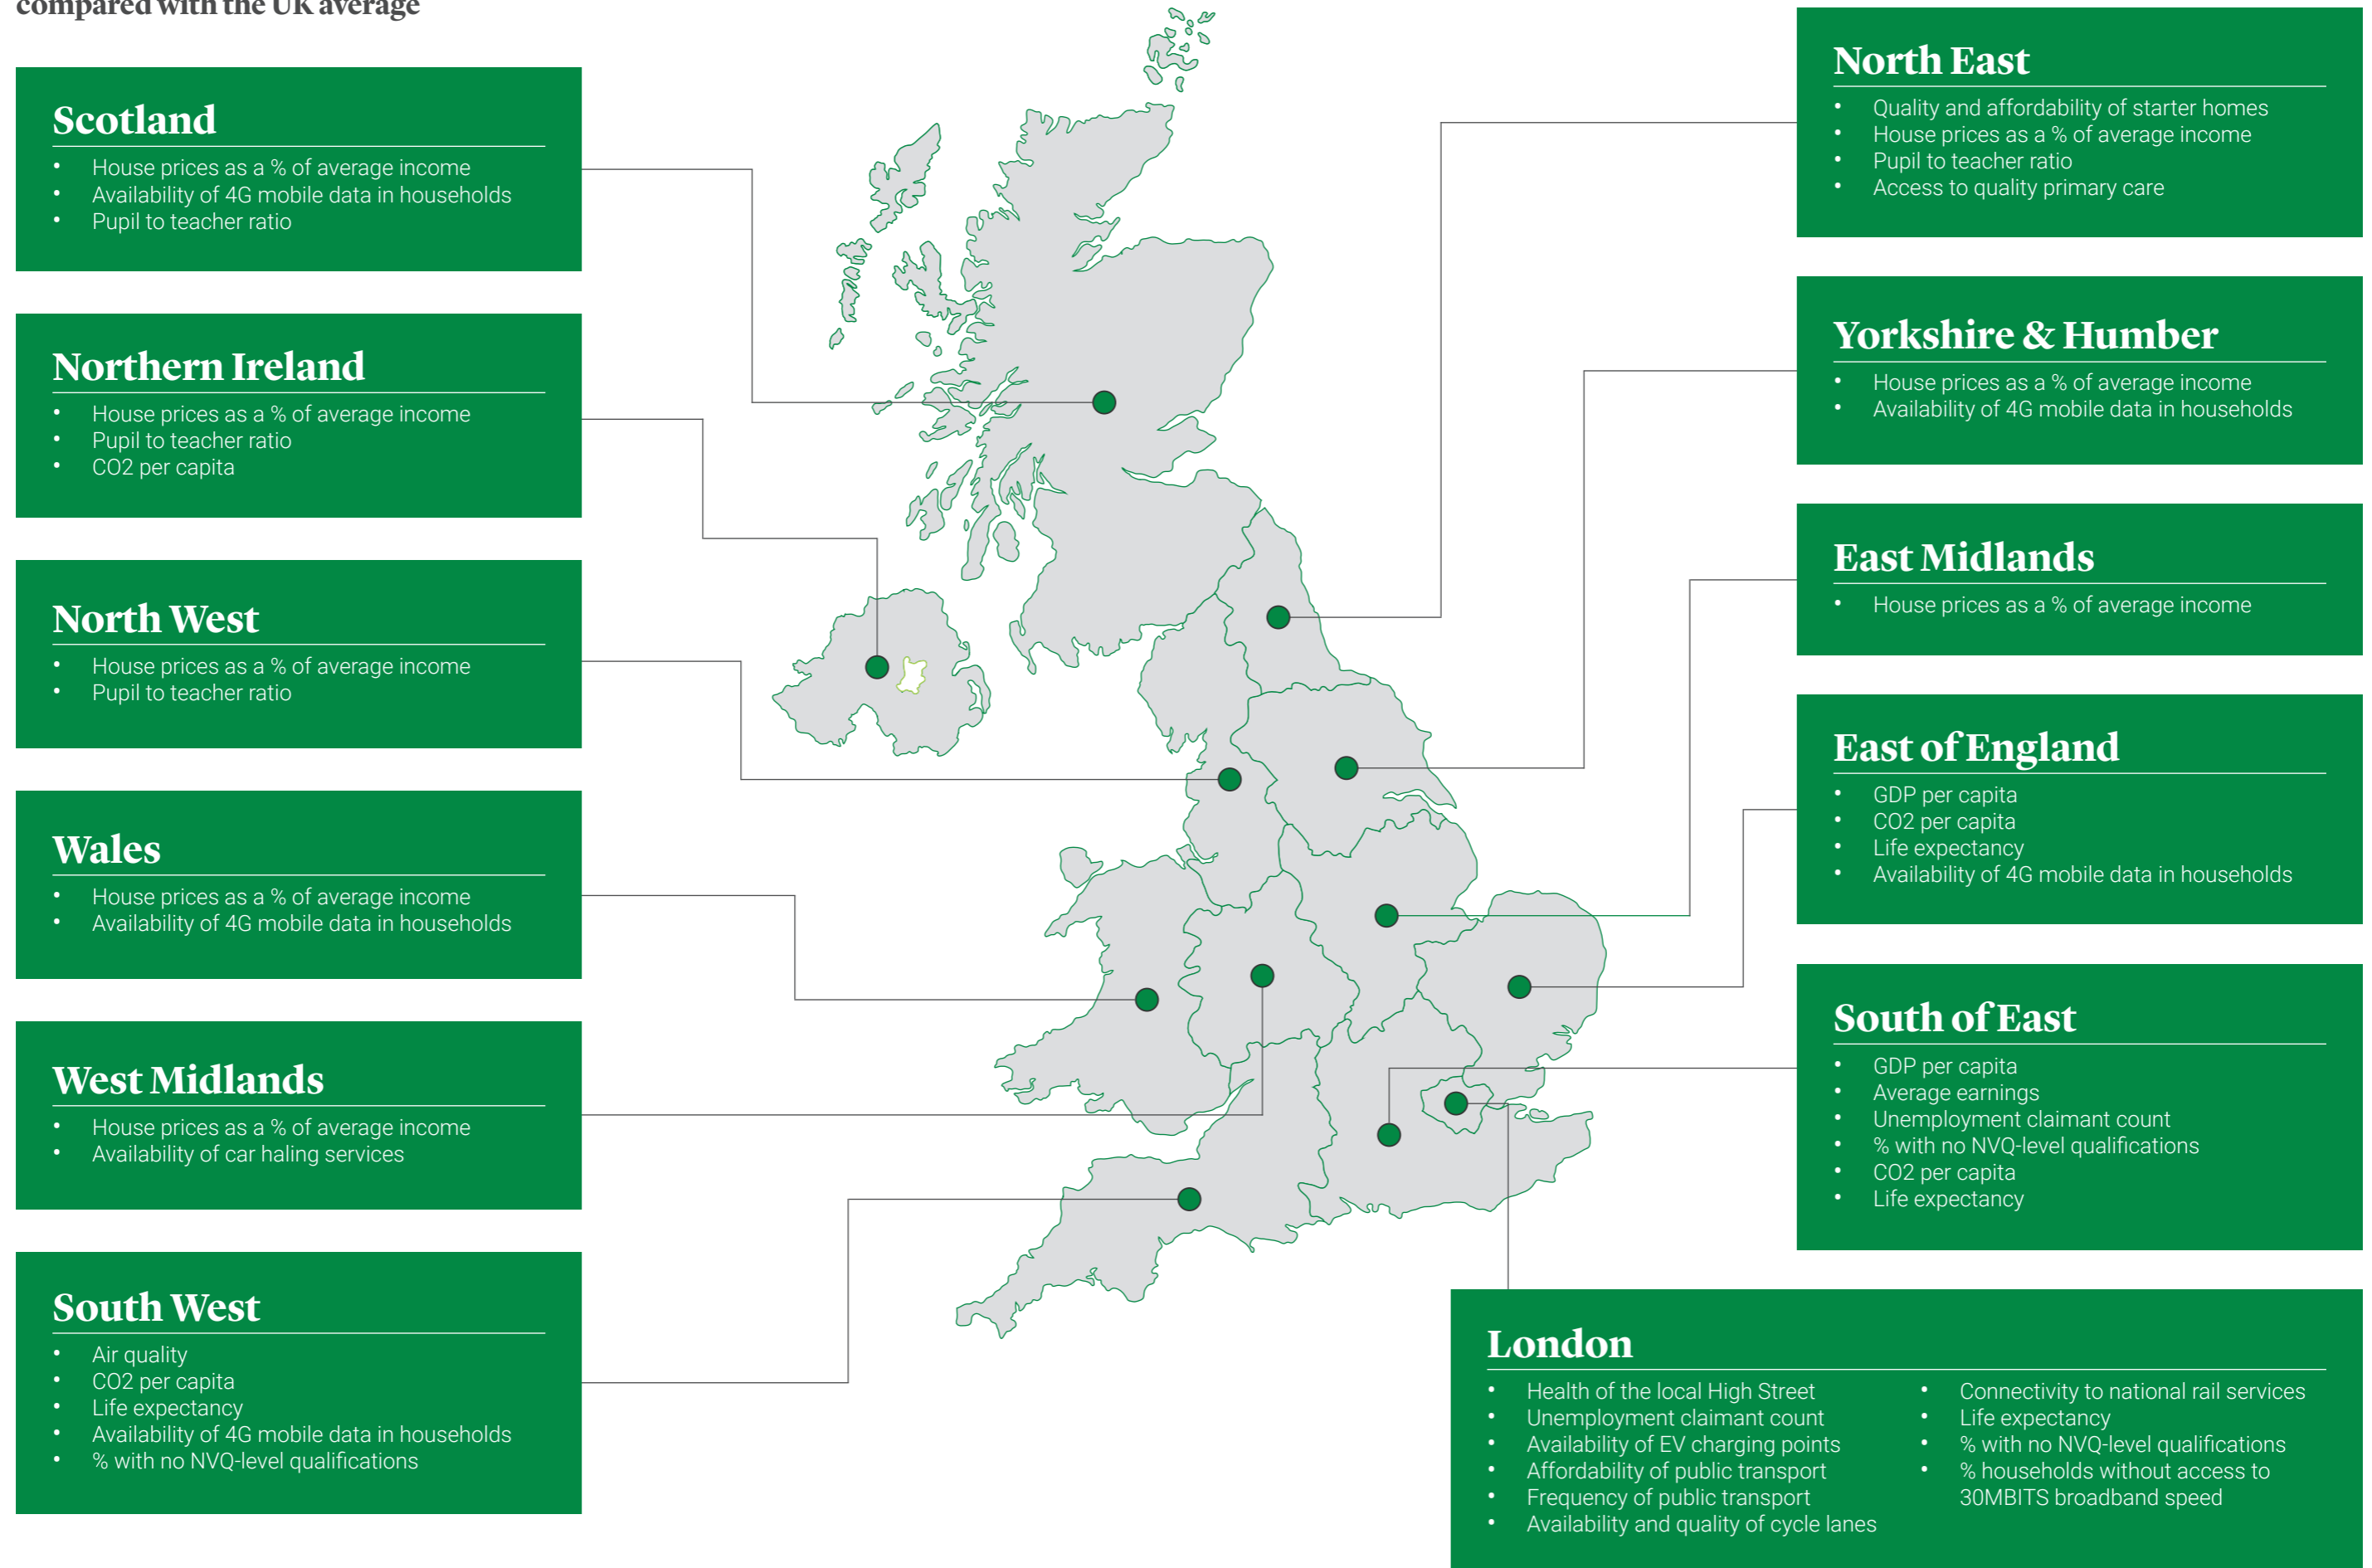 compared with the UK average
Scotland
• House prices as a % of average income
• Availability of 4G mobile data in households
• Pupil to teacher ratio
Northern Ireland
• House prices as a % of average income
• Pupil to teacher ratio
• CO2 per capita
North West
• House prices as a % of average income
• Pupil to teacher ratio
Wales
• House prices as a % of average income
• Availability of 4G mobile data in households
West Midlands
• House prices as a % of average income
• Availability of car haling services
South West
• Air quality
• CO2 per capita
• Life expectancy
• Availability of 4G mobile data in households
• % with no NVQ-level qualifications
North East
• Quality and affordability of starter homes
• House prices as a % of average income
• Pupil to teacher ratio
• Access to quality primary care
Yorkshire & Humber
• House prices as a % of average income
• Availability of 4G mobile data in households
East Midlands
• House prices as a % of average income
East of England
• GDP per capita
• CO2 per capita
• Life expectancy
• Availability of 4G mobile data in households
South of East
• GDP per capita
• Average earnings
• Unemployment claimant count
• % with no NVQ-level qualifications
• CO2 per capita
• Life expectancy
London
• Health of the local High Street
• Unemployment claimant count
• Availability of EV charging points
• Affordability of public transport
• Frequency of public transport
• Availability and quality of cycle lanes
• Connectivity to national rail services
• Life expectancy
• % with no NVQ-level qualifications
• % households without access to
30MBITS broadband speed